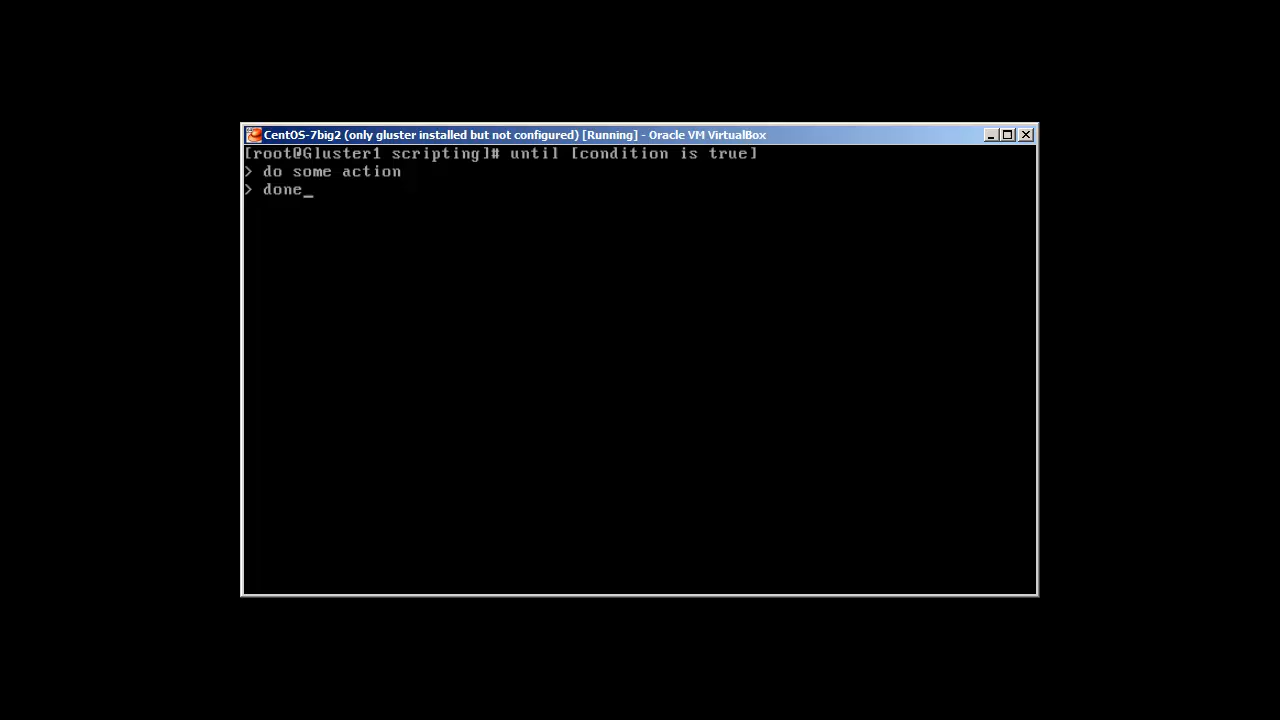 CentOS-7big2 (only gluster installed but not configured) [Running] - Oracle VM VirtualBox
[root@Gluster1 scripting]# until [condition is true]
> do some action
> done_